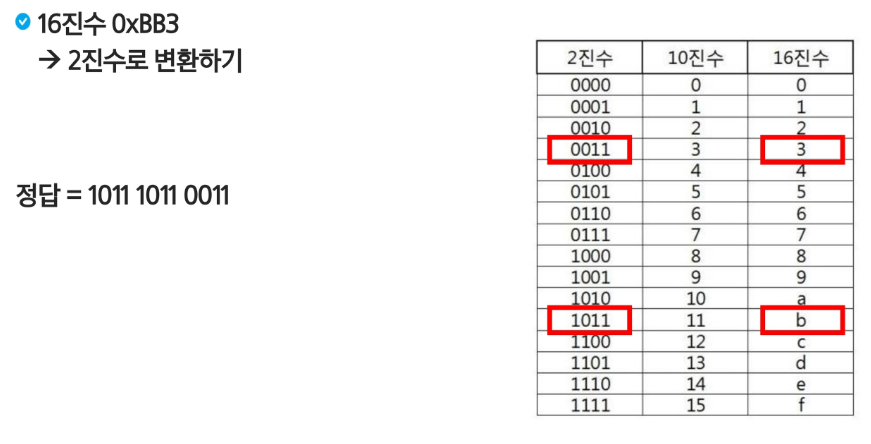 16진수 0xBB3
→ 2진수로 변환하기
정답 = 1011 1011 0011
2진수 10진수 16진수
0000 0 0
0001 1 1
0010 2 2
0011 3 3
0100 4 4
0101 5 5
0110 6 6
0111 7 7
1000 8 8
1001 9 9
1010 10 a
1011 11 b
1100 12 c
1101 13 d
1110 14 e
1111 15 f